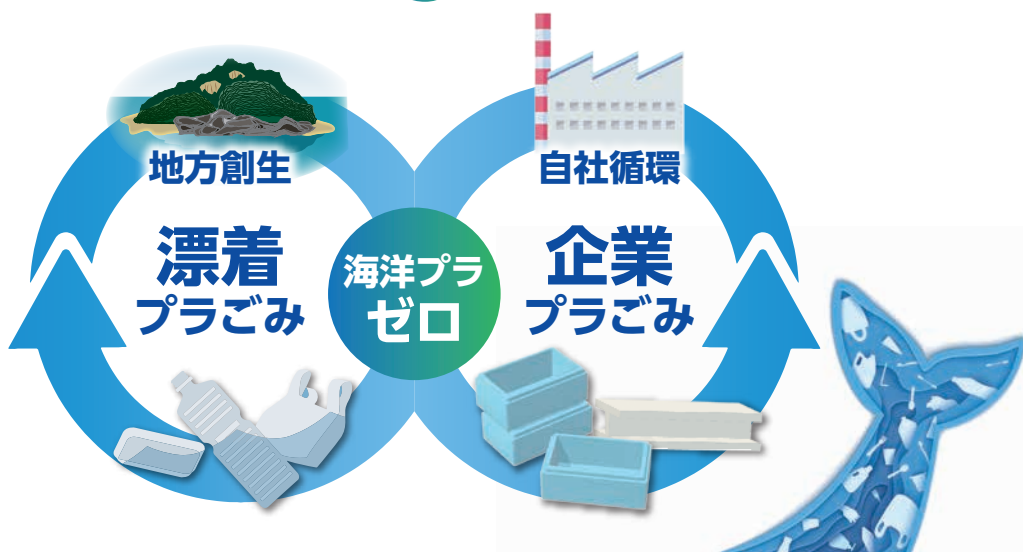 地方創生
漂着
プラごみ
海洋プラ
ゼロ
自社循環
企業
プラごみ